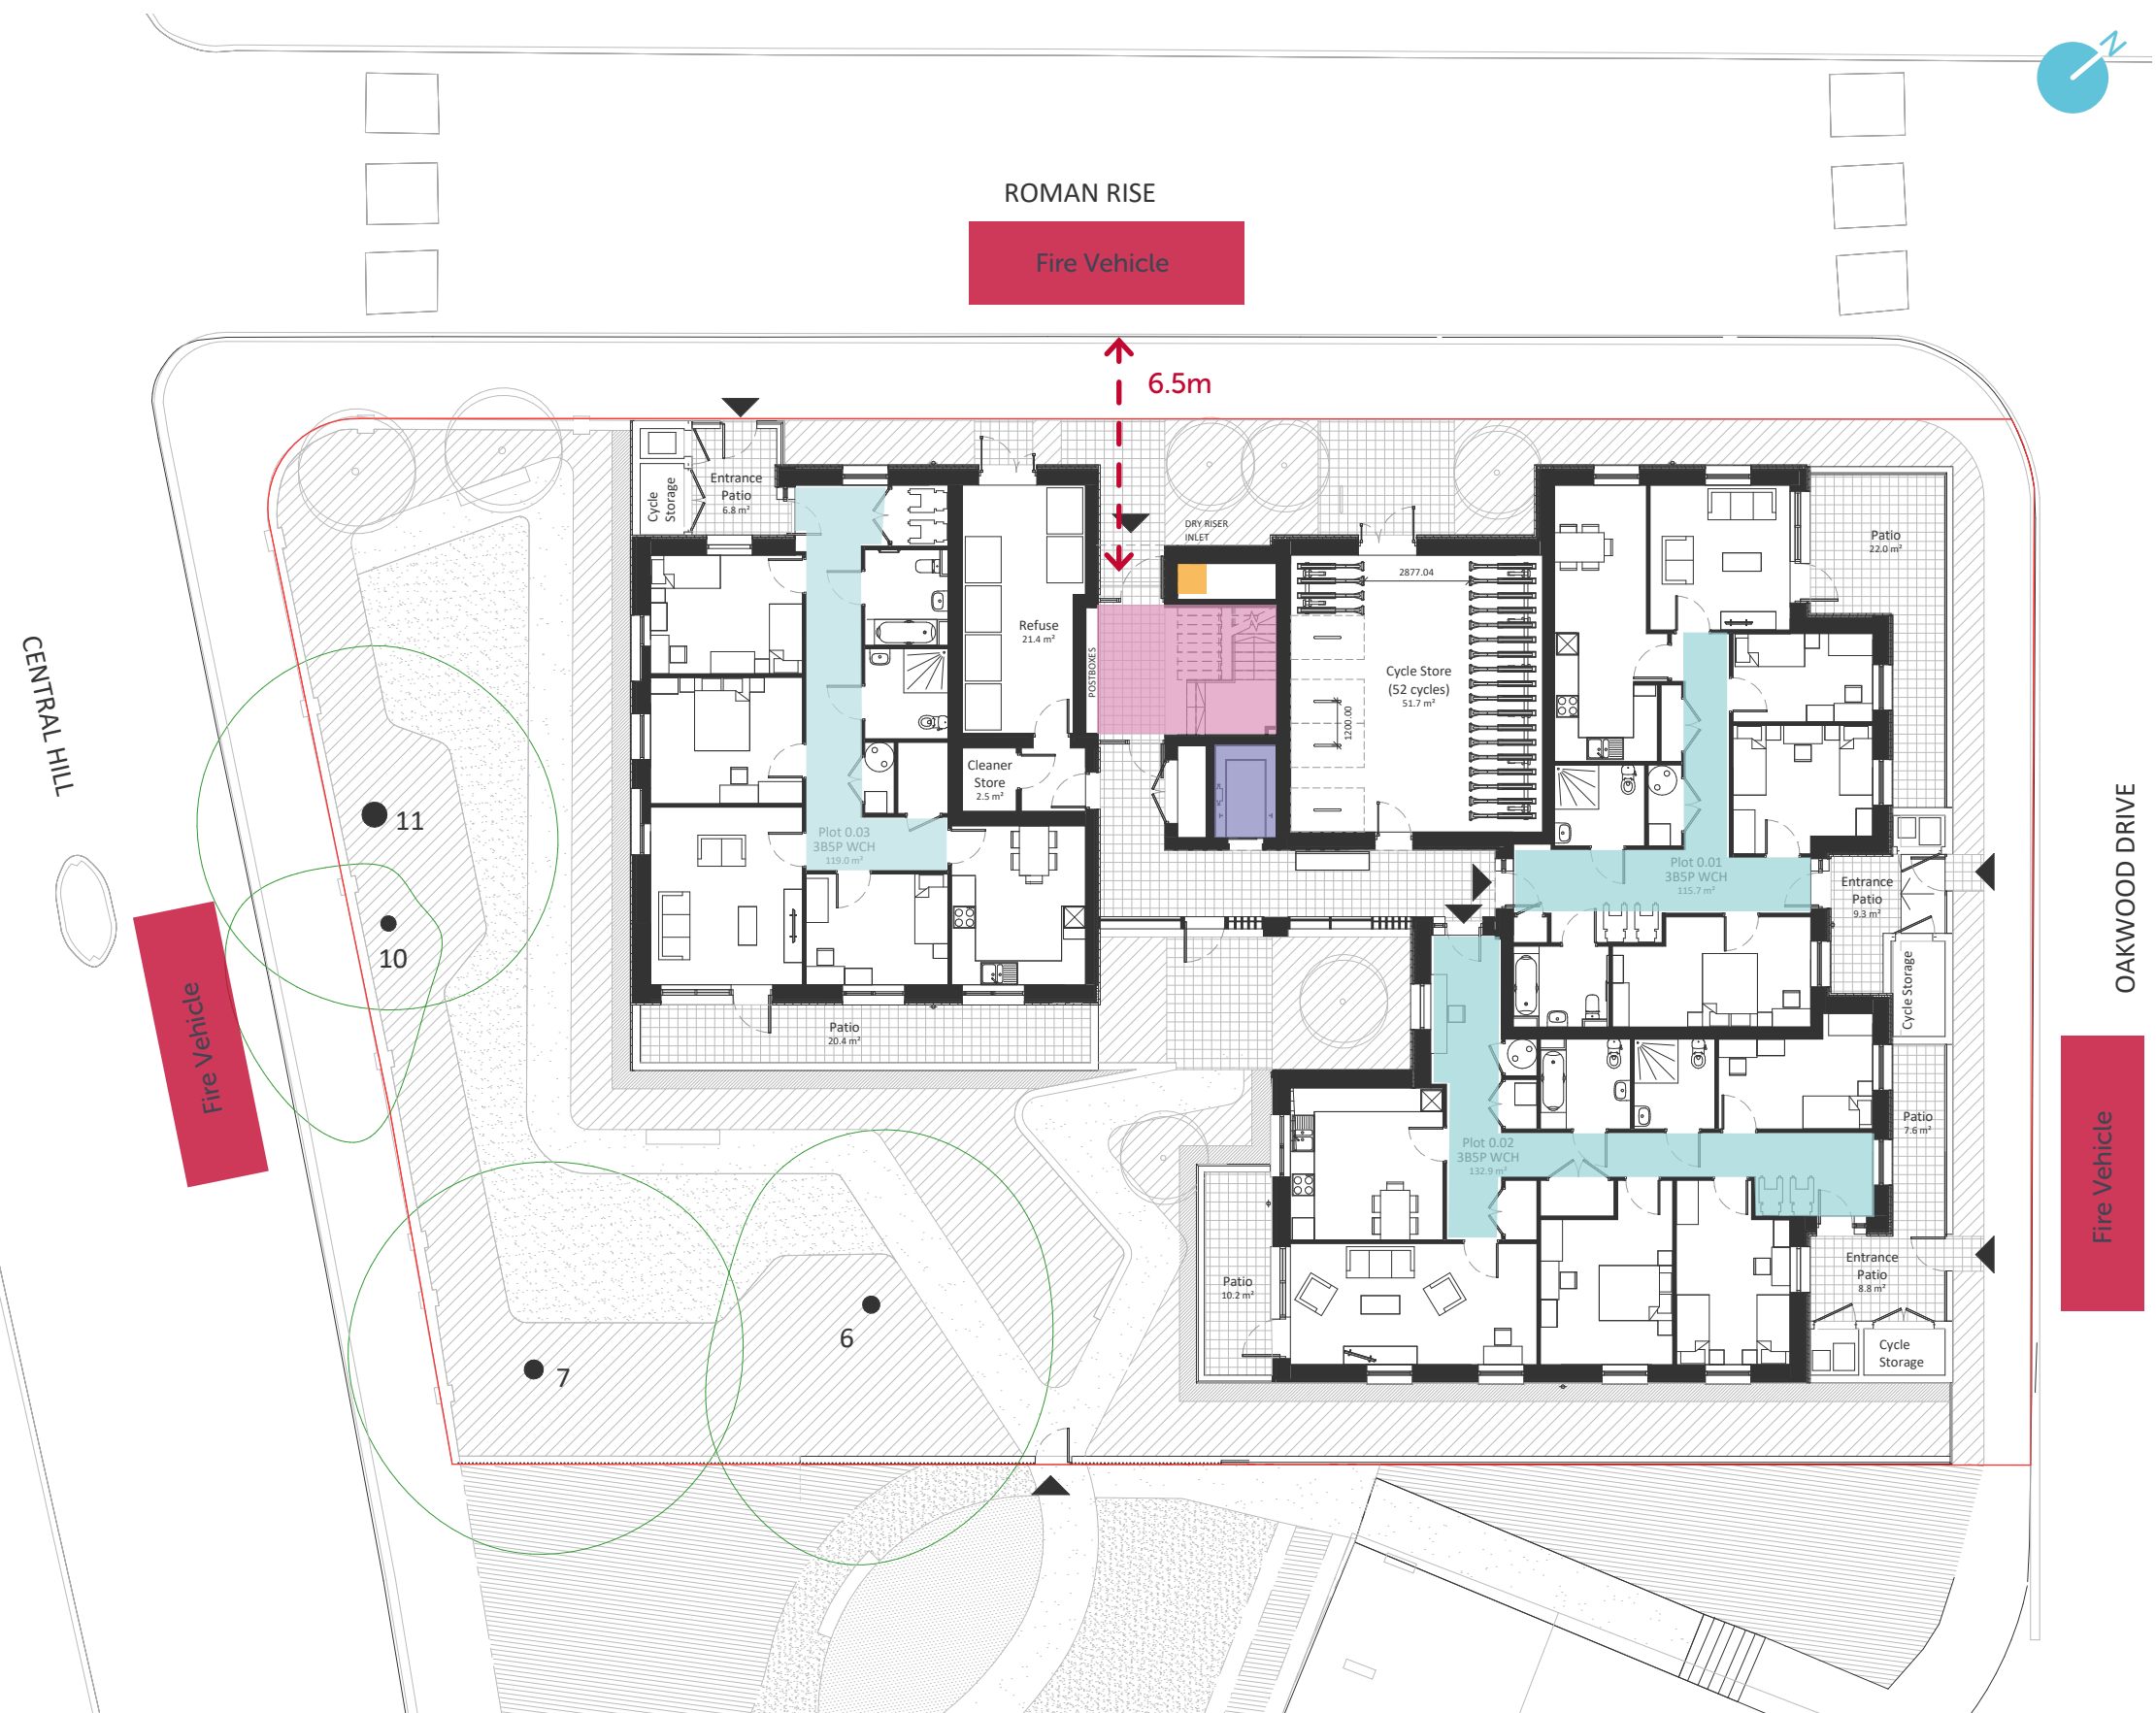 N
ROMAN RISE
Fire Vehicle
6.5m
Entrance
Patio
6.8 m²
Cycle
Storage
DRY RISER
INLET
2877.04
Patio
22.0 m²
Refuse
21.4 m²
POSTBOXES
Cycle Store
(52 cycles)
51.7 m²
1200.00
CENTRAL HILL
Cleaner
Store
2.5 m²
11
Plot 0.03
3B5P WCH
119.0 m²
Plot 0.01
3B5P WCH
115.7 m²
Entrance
Patio
9.3 m²
OAKWOOD DRIVE
10
Cycle Storage
Fire Vehicle
Patio
20.4 m²
Patio
7.6 m²
Plot 0.02
3B5P WCH
132.9 m²
Fire Vehicle
Entrance
Patio
8.8 m²
Patio
10.2 m²
6
7
Cycle
Storage